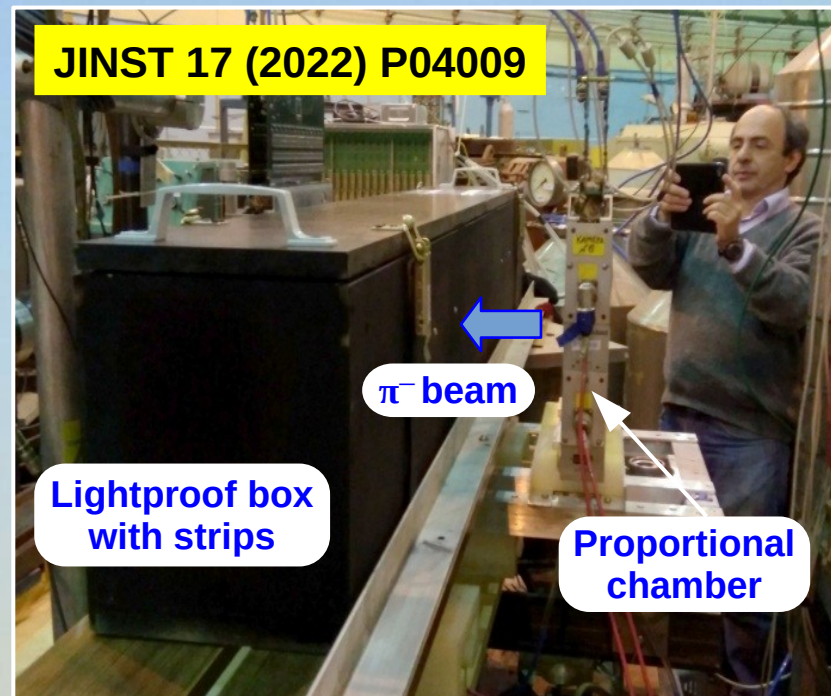 JINST 17 (2022) P04009
π⁻ beam
Lightproof box
with strips
Proportional
chamber